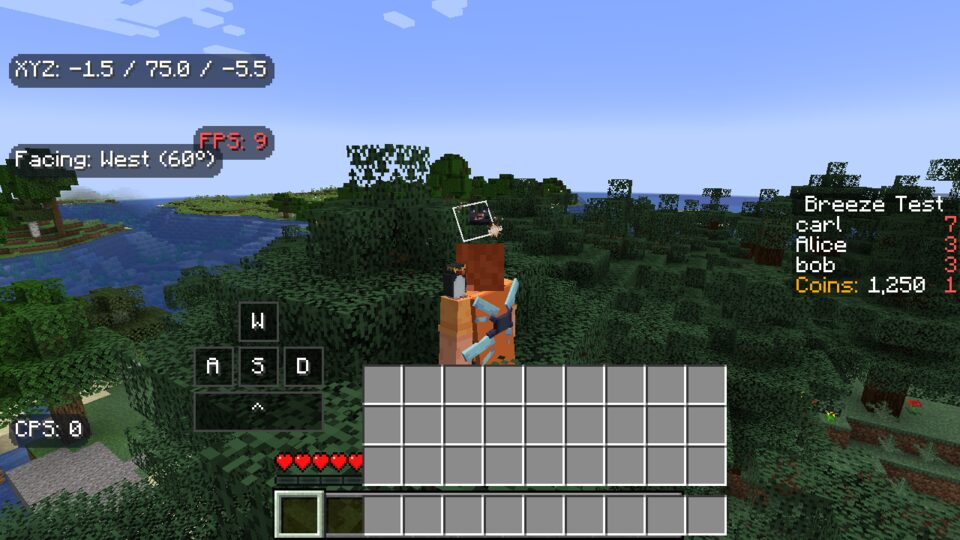 XYZ: -1.5 / 75.0 / -5.5
FPS: 9
Facing: West (60°)
Breeze Test
carl 7
Alice 3
bob 3
Coins: 1,250 1
W
A S D
^
CPS: 0